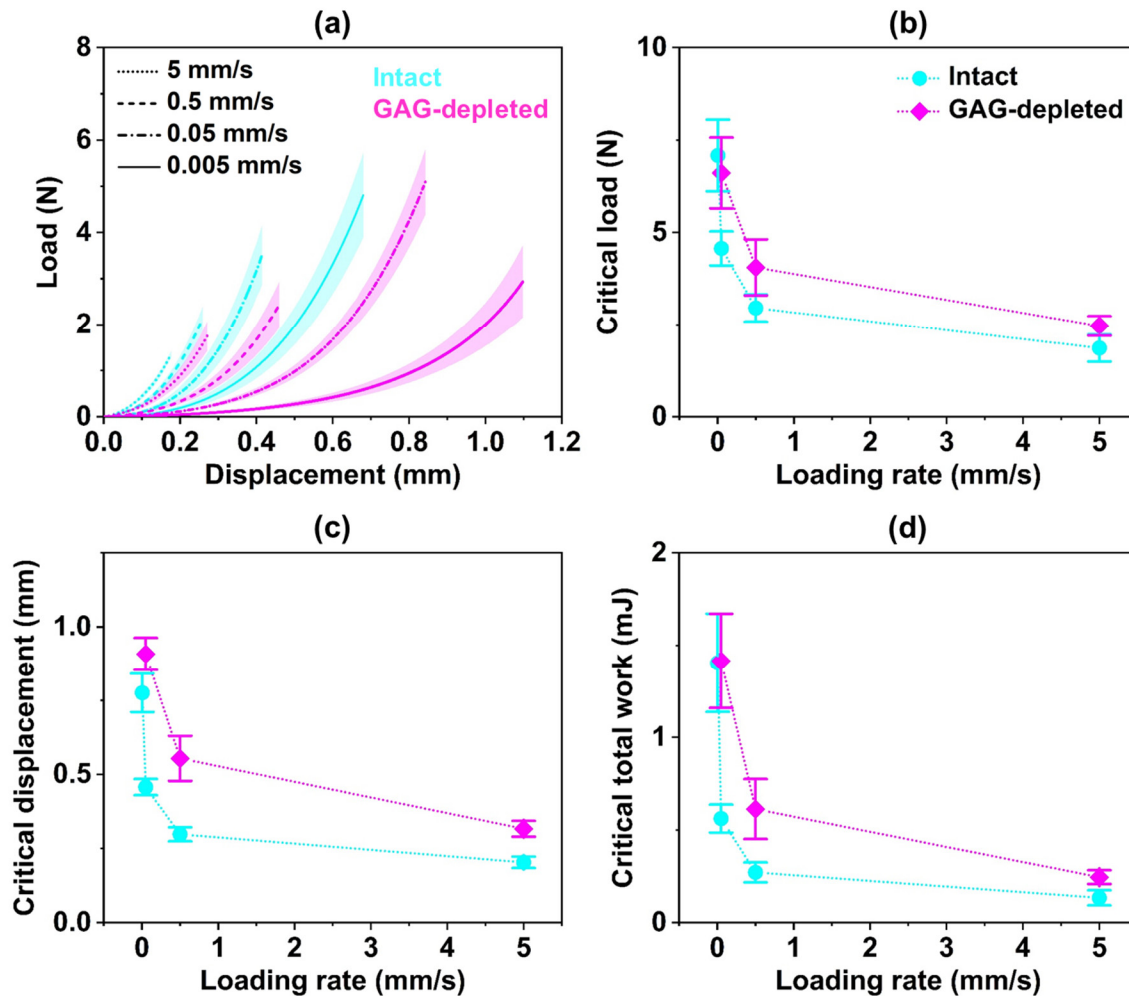 (a)
8
6
4
2
0
Load (N)
5 mm/s
0.5 mm/s
0.05 mm/s
0.005 mm/s
Intact
GAG-depleted
0.0 0.2 0.4 0.6 0.8 1.0 1.2
Displacement (mm)
(b)
10
5
0
Critical load (N)
Intact
GAG-depleted
0 1 2 3 4 5
Loading rate (mm/s)
(c)
1.0
0.5
0.0
Critical displacement (mm)
0 1 2 3 4 5
Loading rate (mm/s)
(d)
2
1
0
Critical total work (mJ)
0 1 2 3 4 5
Loading rate (mm/s)